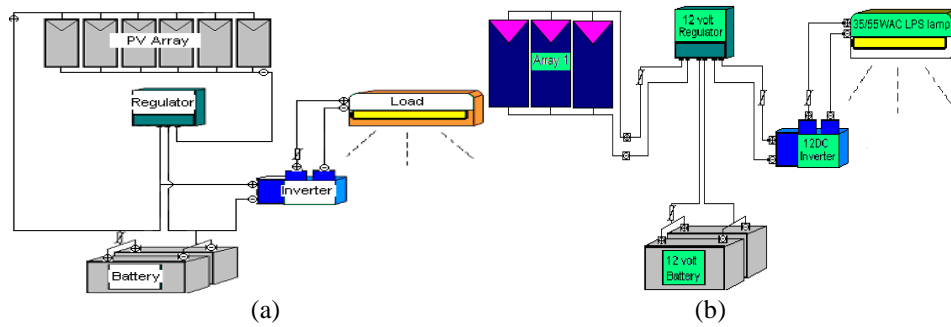 PV Array
Regulator
Load
Inverter
Battery
(a)
12 volt
Regulator
35/55WAC LPS lamp
Array 1
12DC
Inverter
12 volt
Battery
(b)